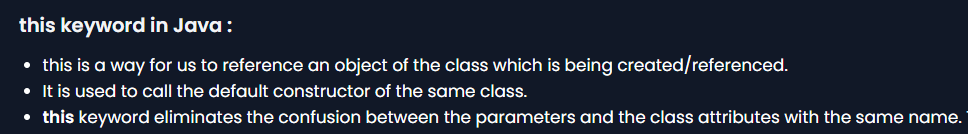 this keyword in Java :
• this is a way for us to reference an object of the class which is being created/referenced.
• It is used to call the default constructor of the same class.
• this keyword eliminates the confusion between the parameters and the class attributes with the same name.